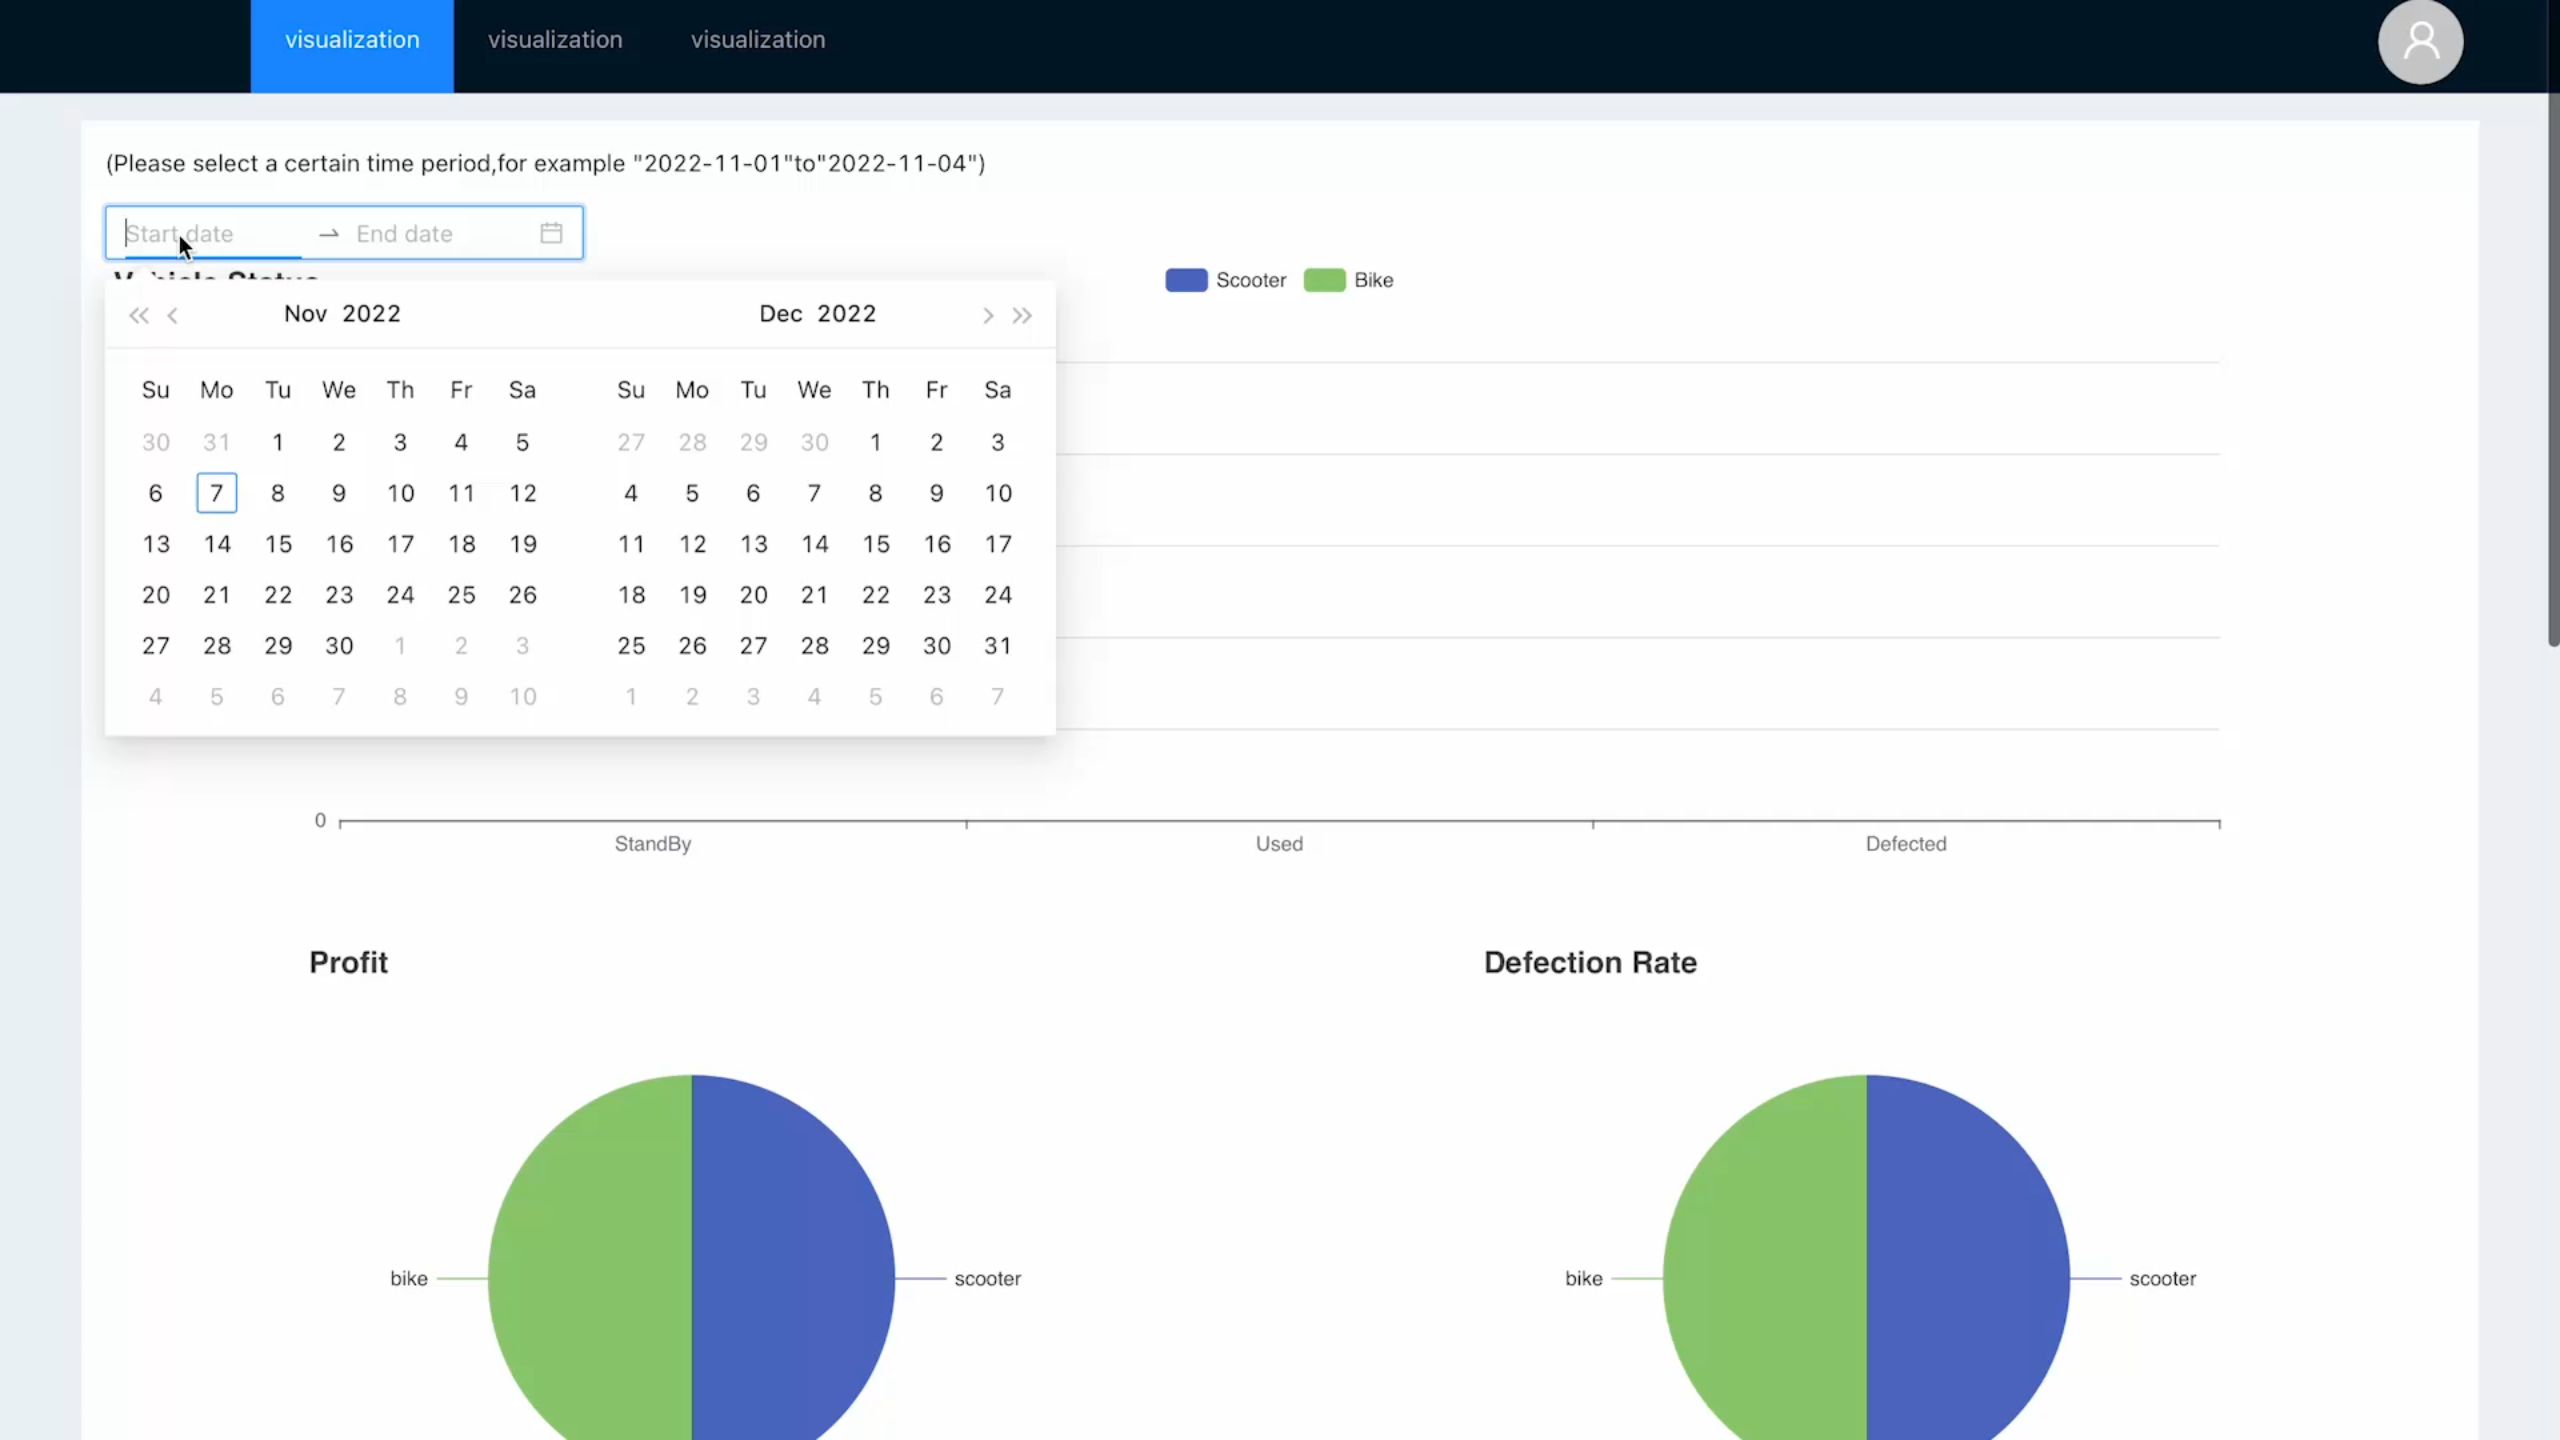 visualization visualization visualization
(Please select a certain time period,for example "2022-11-01"to"2022-11-04")
Start date → End date
Vehicle Status
Scooter Bike
« ‹ Nov 2022 Dec 2022 › »
Su Mo Tu We Th Fr Sa Su Mo Tu We Th Fr Sa
30 31 1 2 3 4 5 27 28 29 30 1 2 3
6 7 8 9 10 11 12 4 5 6 7 8 9 10
13 14 15 16 17 18 19 11 12 13 14 15 16 17
20 21 22 23 24 25 26 18 19 20 21 22 23 24
27 28 29 30 1 2 3 25 26 27 28 29 30 31
4 5 6 7 8 9 10 1 2 3 4 5 6 7
0
StandBy Used Defected
Profit Defection Rate
bike scooter bike scooter